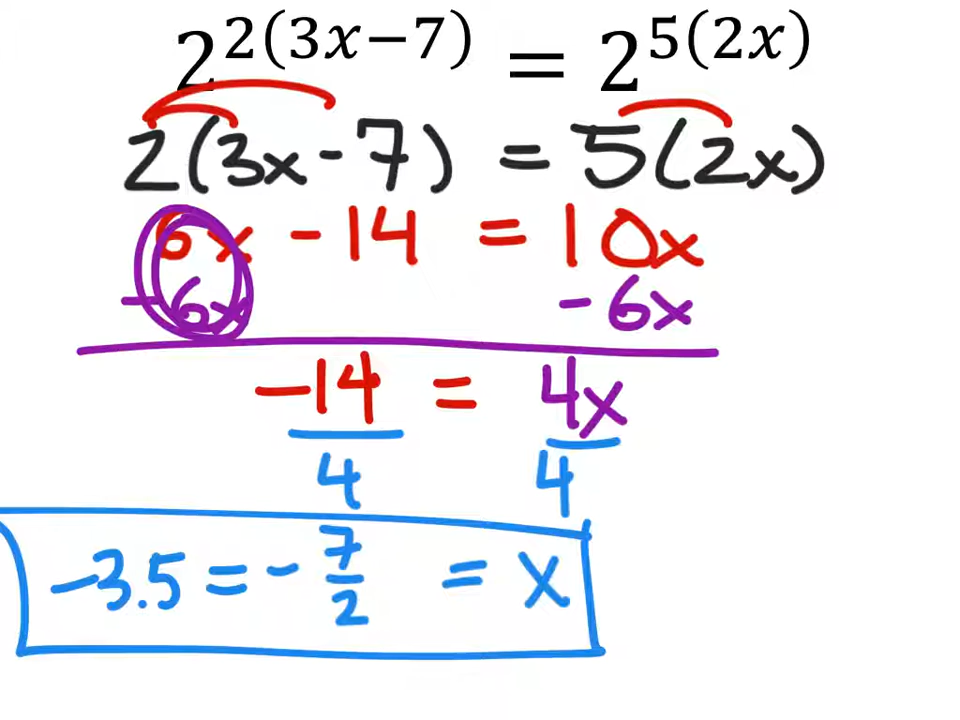 2^{2(3x−7)} = 2^{5(2x)}
2(3x - 7) = 5(2x)
6x - 14 = 10x
-6x -6x
-14 = 4x
4 4
-3.5 = - 7/2 = x